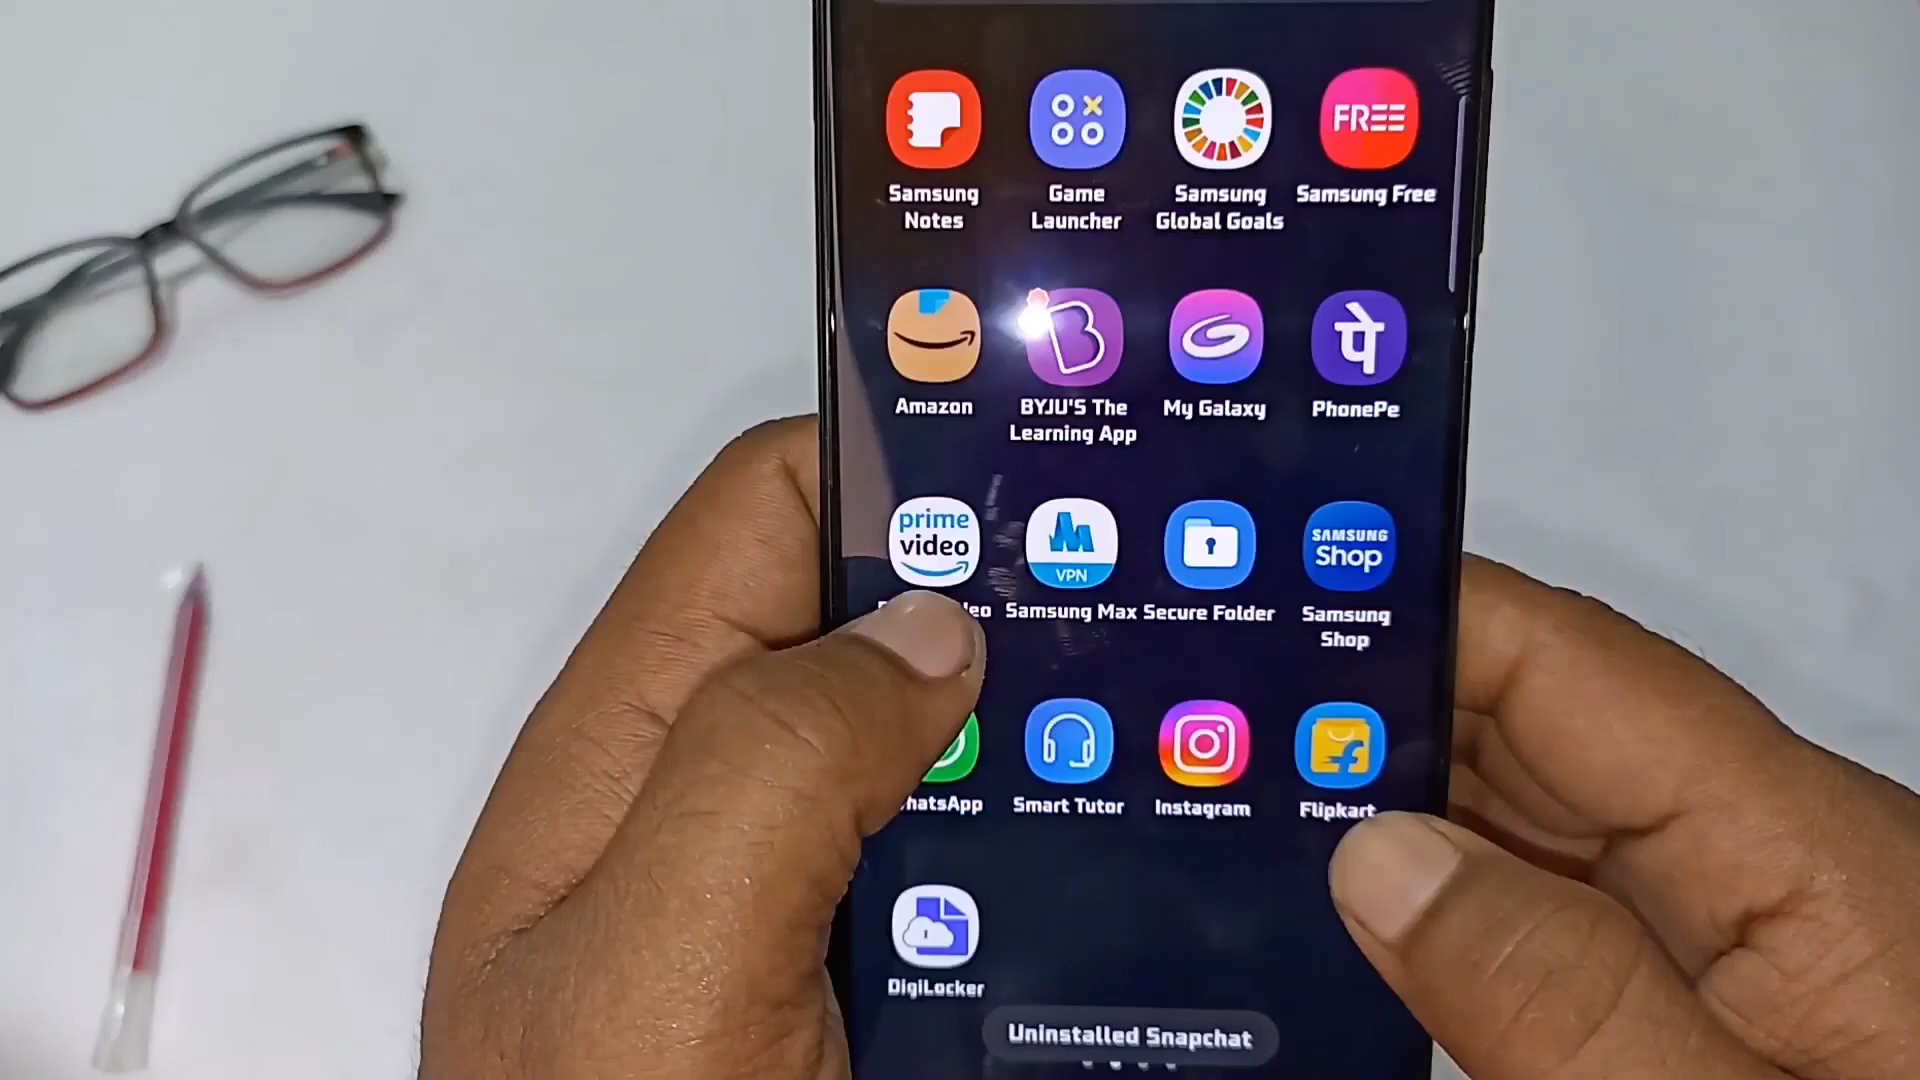 FREE
Samsung
Notes
Game
Launcher
Samsung
Global Goals
Samsung Free
पे
Amazon
BYJU'S The
Learning App
My Galaxy
PhonePe
prime
video
VPN
SAMSUNG
Shop
Samsung Max
Secure Folder
Samsung
Shop
Smart Tutor
Instagram
Flipkart
DigiLocker
Uninstalled Snapchat